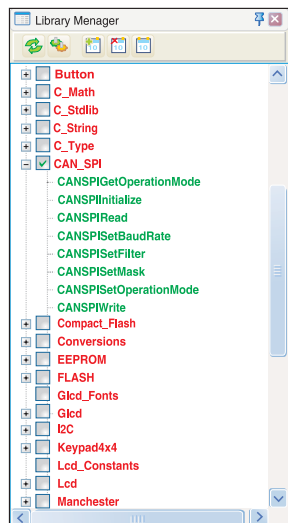 Library Menager
Button
C_Math
C_Stdlib
C_String
C_Type
CAN_SPI
CANSPIGetOperationMode
CANSPIInitialize
CANSPIRead
CANSPISetBaudRate
CANSPISetFilter
CANSPISetMask
CANSPISetOperationMode
CANSPIWrite
Compact_Flash
Conversions
EEPROM
FLASH
Glcd_Fonts
Glcd
I2C
Keypad4x4
Lcd_Constants
Lcd
Manchester